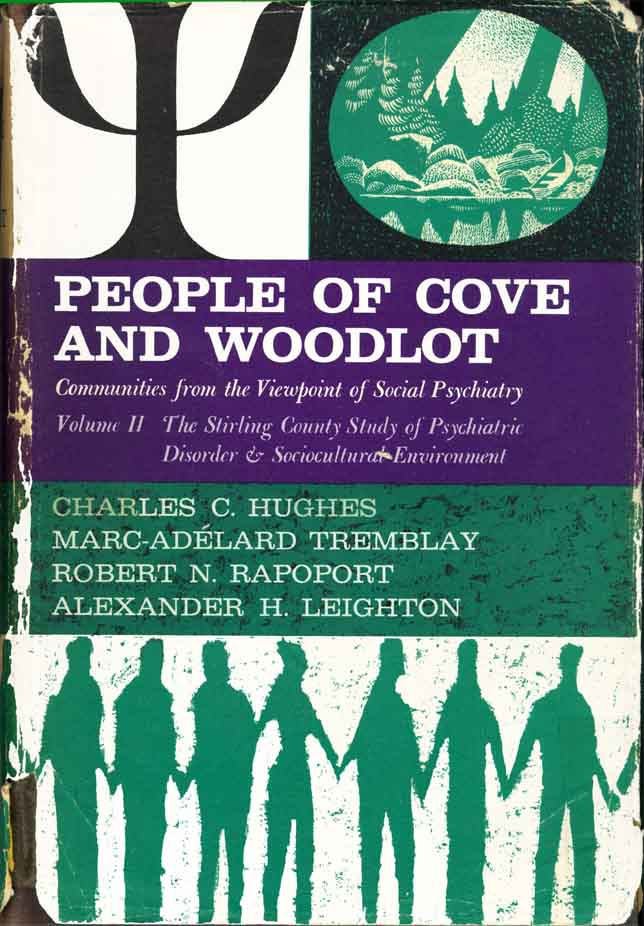 Ψ
PEOPLE OF COVE
AND WOODLOT
Communities from the Viewpoint of Social Psychiatry
Volume II The Stirling County Study of Psychiatric
Disorder & Sociocultural Environment
CHARLES C. HUGHES
MARC-ADÉLARD TREMBLAY
ROBERT N. RAPOPORT
ALEXANDER H. LEIGHTON